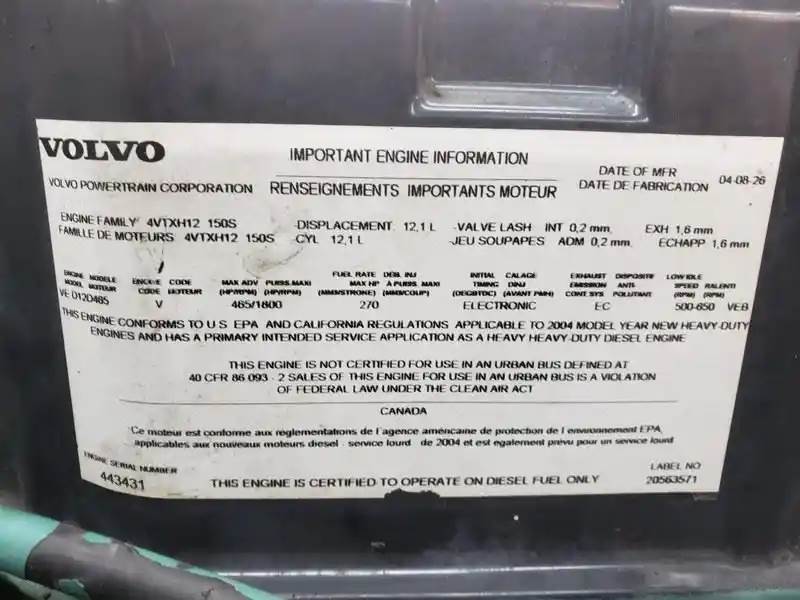 VOLVO
IMPORTANT ENGINE INFORMATION
DATE OF MFR
04-08-26
VOLVO POWERTRAIN CORPORATION
RENSEIGNEMENTS IMPORTANTS MOTEUR
DATE DE FABRICATION
ENGINE FAMILY 4VTXH12 150S -DISPLACEMENT 12,1 L -VALVE LASH INT 0,2 mm EXH 1,6 mm
FAMILLE DE MOTEURS 4VTXH12 150S -CYL 12,1 L -JEU SOUPAPES ADM 0,2 mm ECHAPP 1,6 mm
ENGINE MODELE ENGINE CODE MAX ADV PUISS.MAXI FUEL RATE DÉB. INJ INITIAL CALAGE EXHAUST DISPOSITIF LOW IDLE
MODEL MOTEUR CODE MOTEUR (HP/RPM) (HP/RPM) MAX HP À PUISS. MAXI TIMING D'INJ EMISSION ANTI- SPEED RALENTI
(MM3/STROKE) (MM3/COUP) (DEGBTDC) (AVANT PMH) CONT.SYS POLLUTANT (RPM) (RPM)
VE D12D465 V 465/1800 270 ELECTRONIC EC 500-650 VEB
THIS ENGINE CONFORMS TO U S EPA AND CALIFORNIA REGULATIONS APPLICABLE TO 2004 MODEL YEAR NEW HEAVY-DUTY
ENGINES AND HAS A PRIMARY INTENDED SERVICE APPLICATION AS A HEAVY HEAVY-DUTY DIESEL ENGINE
THIS ENGINE IS NOT CERTIFIED FOR USE IN AN URBAN BUS DEFINED AT
40 CFR 86 093 - 2 SALES OF THIS ENGINE FOR USE IN AN URBAN BUS IS A VIOLATION
OF FEDERAL LAW UNDER THE CLEAN AIR ACT
CANADA
Ce moteur est conforme aux réglementations de l'agence américaine de protection de l'environnement EPA,
applicables aux nouveaux moteurs diesel - service lourd de 2004 et est également prévu pour un service lourd
ENGINE SERIAL NUMBER
443431
THIS ENGINE IS CERTIFIED TO OPERATE ON DIESEL FUEL ONLY
LABEL NO
20563571